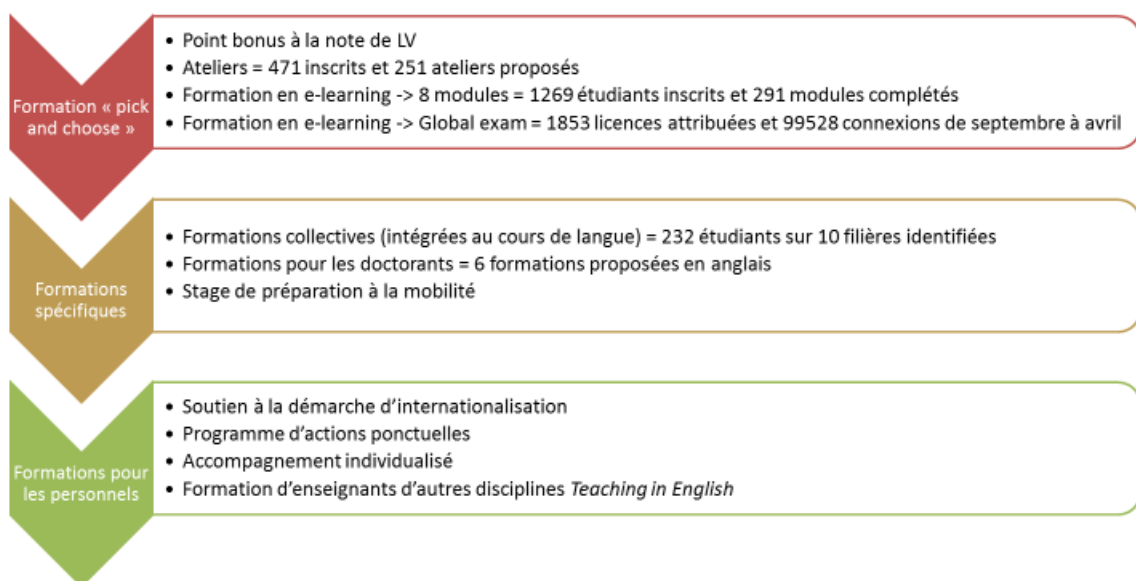 Formation « pick
and choose »
• Point bonus à la note de LV
• Ateliers = 471 inscrits et 251 ateliers proposés
• Formation en e-learning -> 8 modules = 1269 étudiants inscrits et 291 modules complétés
• Formation en e-learning -> Global exam = 1853 licences attribuées et 99528 connexions de septembre à avril
Formations
spécifiques
• Formations collectives (intégrées au cours de langue) = 232 étudiants sur 10 filières identifiées
• Formations pour les doctorants = 6 formations proposées en anglais
• Stage de préparation à la mobilité
Formations pour
les personnels
• Soutien à la démarche d'internationalisation
• Programme d'actions ponctuelles
• Accompagnement individualisé
• Formation d'enseignants d'autres disciplines Teaching in English